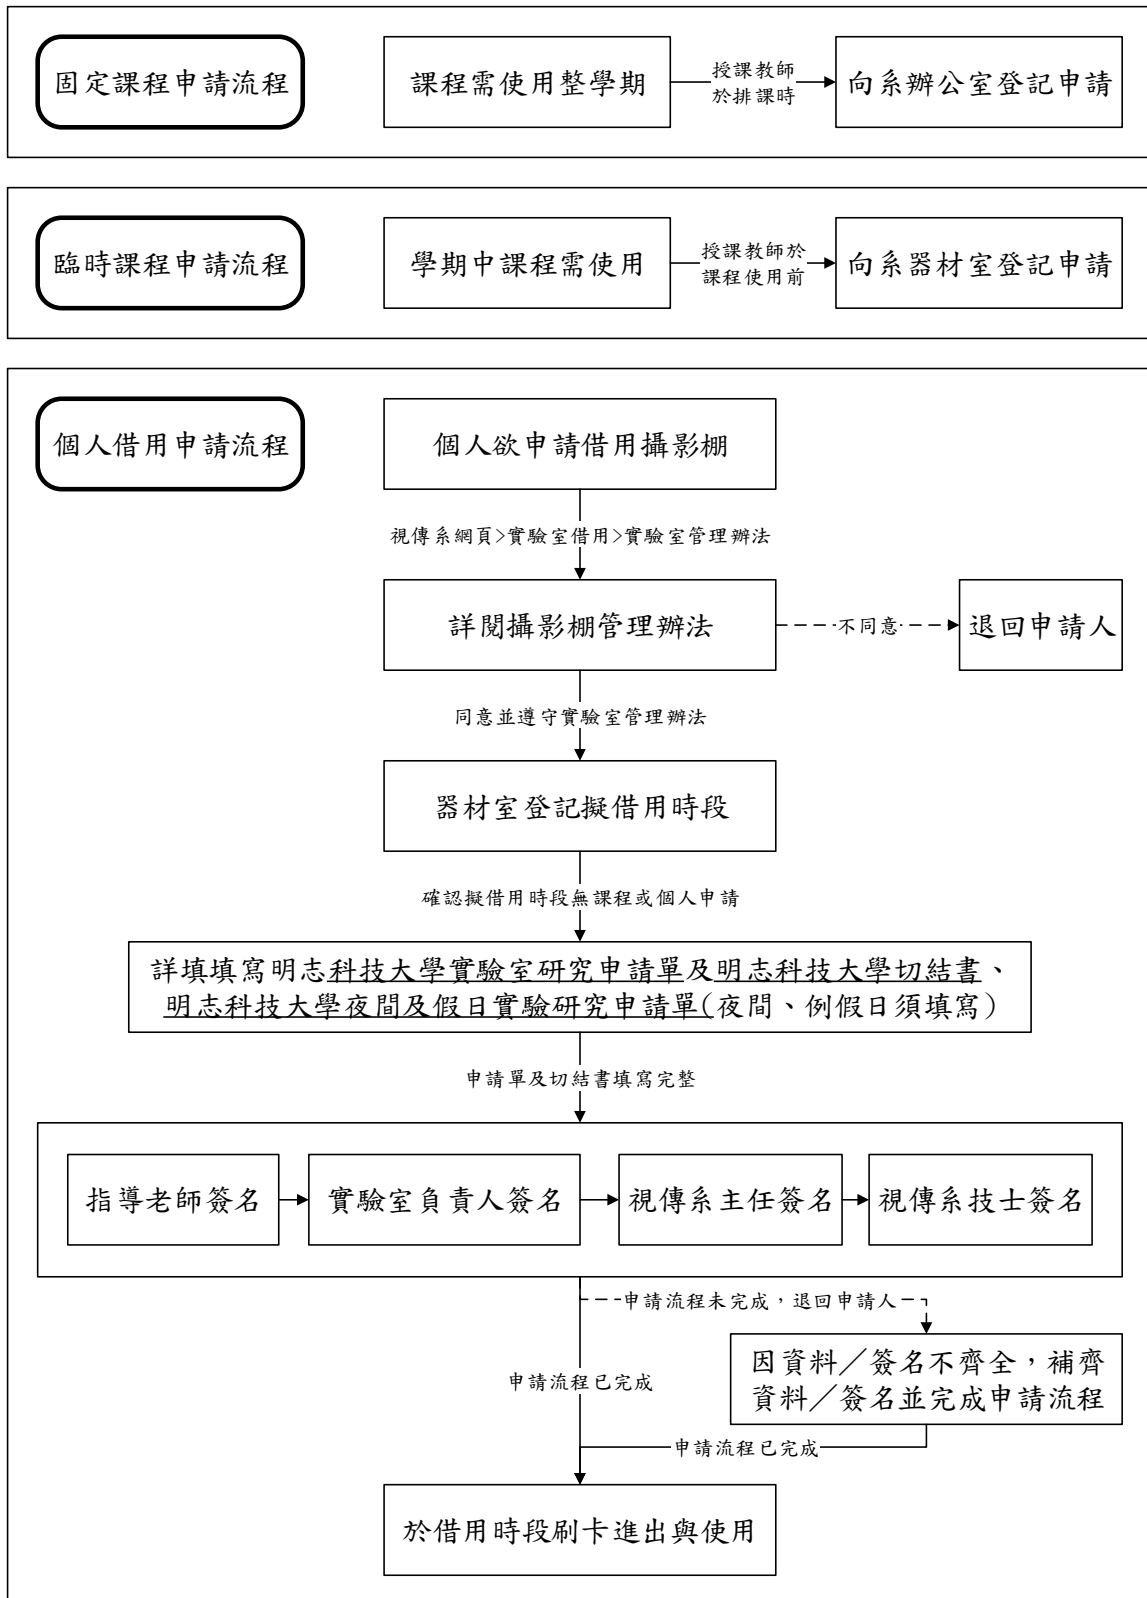 固定課程申請流程
課程需使用整學期
授課教師
於排課時
向系辦公室登記申請
臨時課程申請流程
學期中課程需使用
授課教師於
課程使用前
向系器材室登記申請
個人借用申請流程
個人欲申請借用攝影棚
視傳系網頁>實驗室借用>實驗室管理辦法
詳閱攝影棚管理辦法
不同意
退回申請人
同意並遵守實驗室管理辦法
器材室登記擬借用時段
確認擬借用時段無課程或個人申請
詳填填寫明志科技大學實驗室研究申請單及明志科技大學切結書、
明志科技大學夜間及假日實驗研究申請單(夜間、例假日須填寫)
申請單及切結書填寫完整
指導老師簽名
實驗室負責人簽名
視傳系主任簽名
視傳系技士簽名
申請流程未完成，退回申請人
因資料／簽名不齊全，補齊
資料／簽名並完成申請流程
申請流程已完成
申請流程已完成
於借用時段刷卡進出與使用